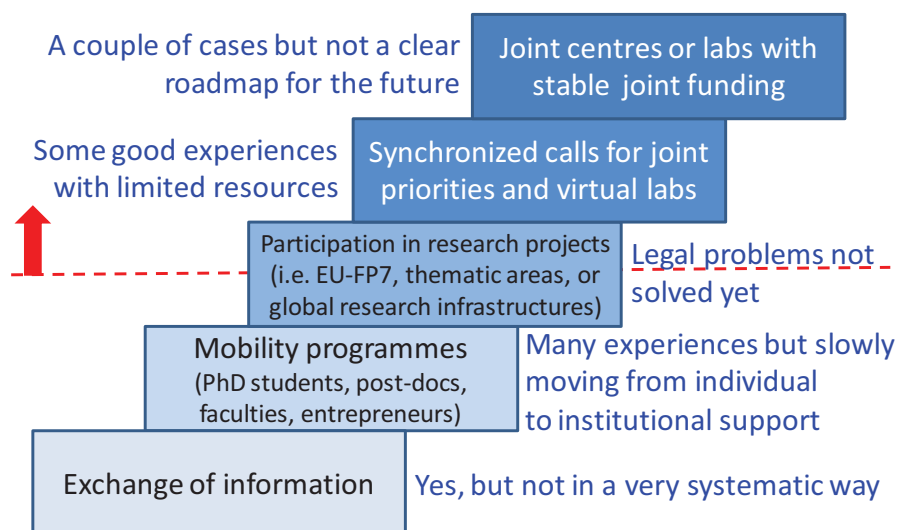 A couple of cases but not a clear
roadmap for the future
Joint centres or labs with
stable joint funding
Some good experiences
with limited resources
Synchronized calls for joint
priorities and virtual labs
Participation in research projects
(i.e. EU-FP7, thematic areas, or
global research infrastructures)
Legal problems not
solved yet
Mobility programmes
(PhD students, post-docs,
faculties, entrepreneurs)
Many experiences but slowly
moving from individual
to institutional support
Exchange of information
Yes, but not in a very systematic way